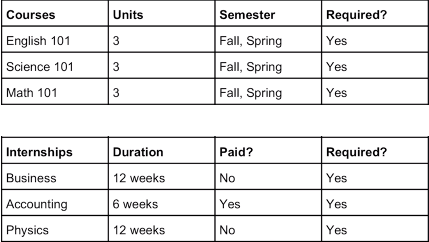 Courses Units Semester Required?
English 101 3 Fall, Spring Yes
Science 101 3 Fall, Spring Yes
Math 101 3 Fall, Spring Yes
Internships Duration Paid? Required?
Business 12 weeks No Yes
Accounting 6 weeks Yes Yes
Physics 12 weeks No Yes